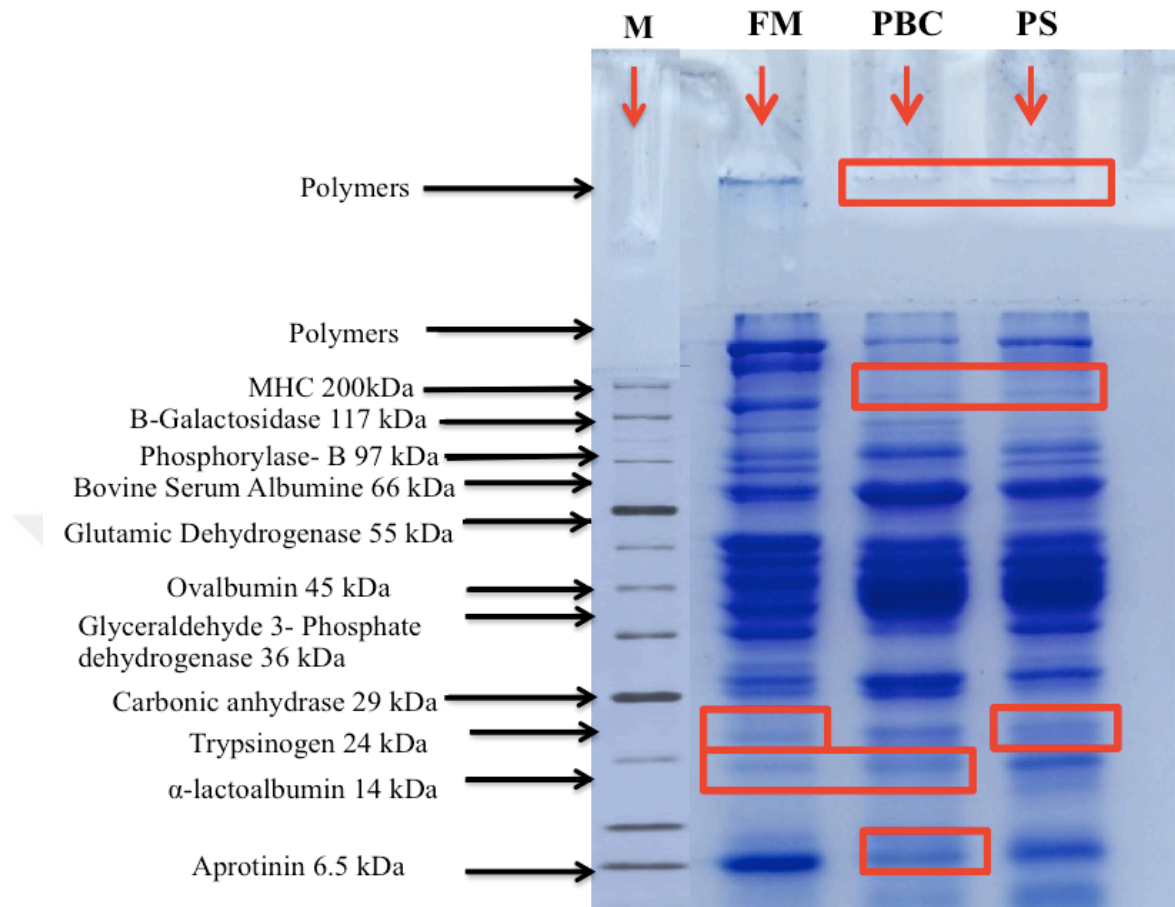 M FM PBC PS
Polymers
Polymers
MHC 200kDa
B-Galactosidase 117 kDa
Phosphorylase- B 97 kDa
Bovine Serum Albumine 66 kDa
Glutamic Dehydrogenase 55 kDa
Ovalbumin 45 kDa
Glyceraldehyde 3- Phosphate
dehydrogenase 36 kDa
Carbonic anhydrase 29 kDa
Trypsinogen 24 kDa
α-lactoalbumin 14 kDa
Aprotinin 6.5 kDa